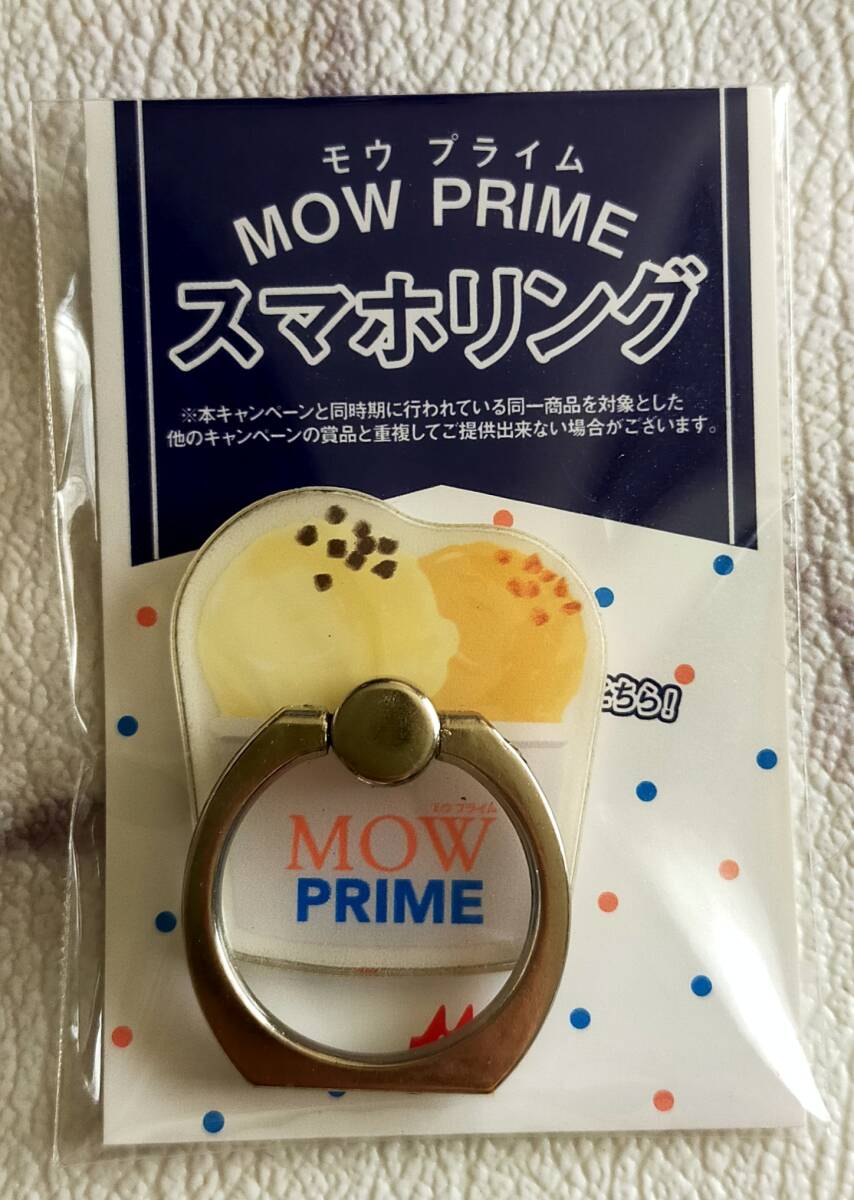 モウ プライム
MOW PRIME
スマホリング
※本キャンペーンと同時期に行われている同一商品を対象とした
他のキャンペーンの賞品と重複してご提供出来ない場合がございます。
ちら！
モウ プライム
MOW
PRIME